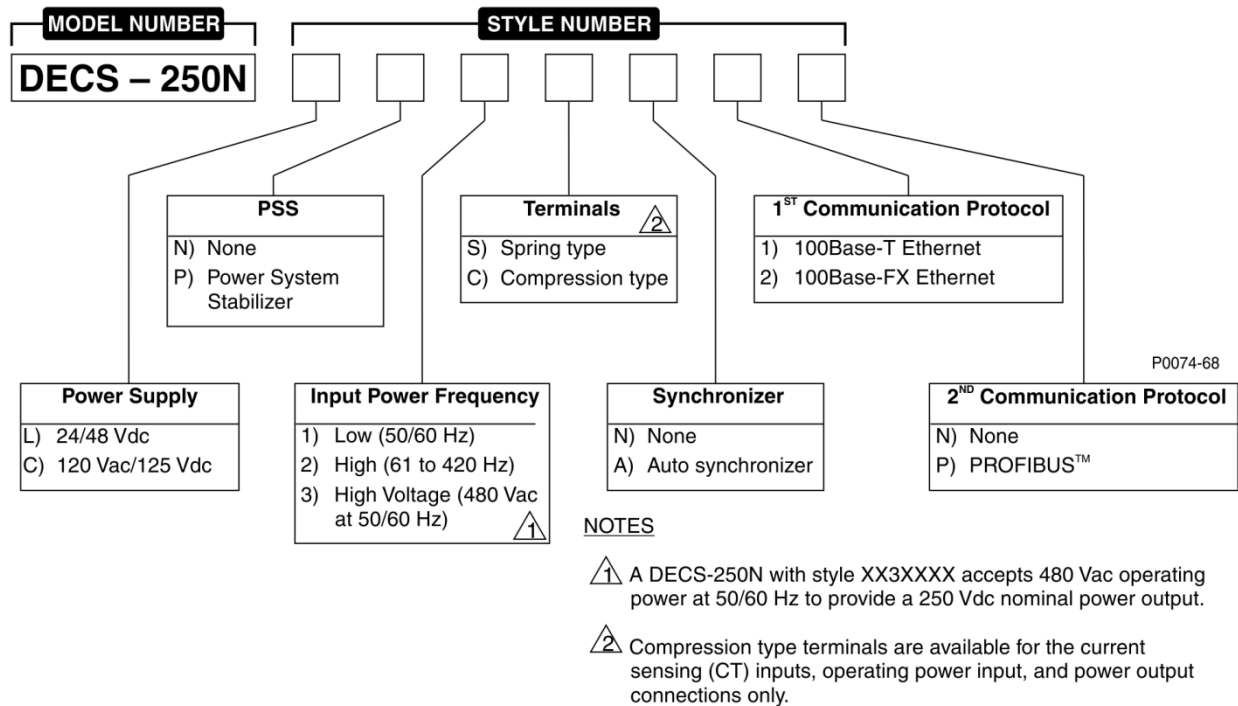 MODEL NUMBER
STYLE NUMBER
DECS – 250N
PSS
N) None
P) Power System
Stabilizer
Terminals
2
S) Spring type
C) Compression type
1ST Communication Protocol
1) 100Base-T Ethernet
2) 100Base-FX Ethernet
P0074-68
Power Supply
L) 24/48 Vdc
C) 120 Vac/125 Vdc
Input Power Frequency
1) Low (50/60 Hz)
2) High (61 to 420 Hz)
3) High Voltage (480 Vac
at 50/60 Hz)
1
Synchronizer
N) None
A) Auto synchronizer
2ND Communication Protocol
N) None
P) PROFIBUS™
NOTES
1 A DECS-250N with style XX3XXXX accepts 480 Vac operating
power at 50/60 Hz to provide a 250 Vdc nominal power output.
2 Compression type terminals are available for the current
sensing (CT) inputs, operating power input, and power output
connections only.